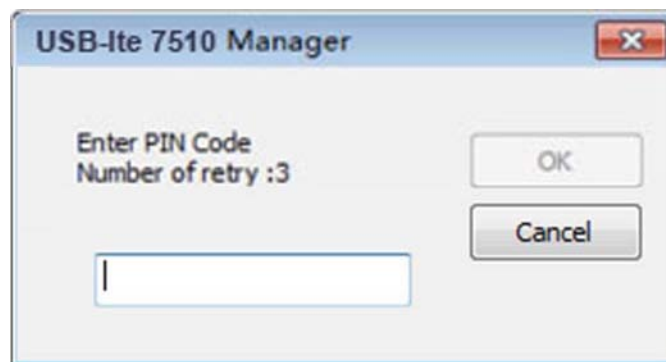 USB-lte 7510 Manager
Enter PIN Code
Number of retry :3
OK
Cancel